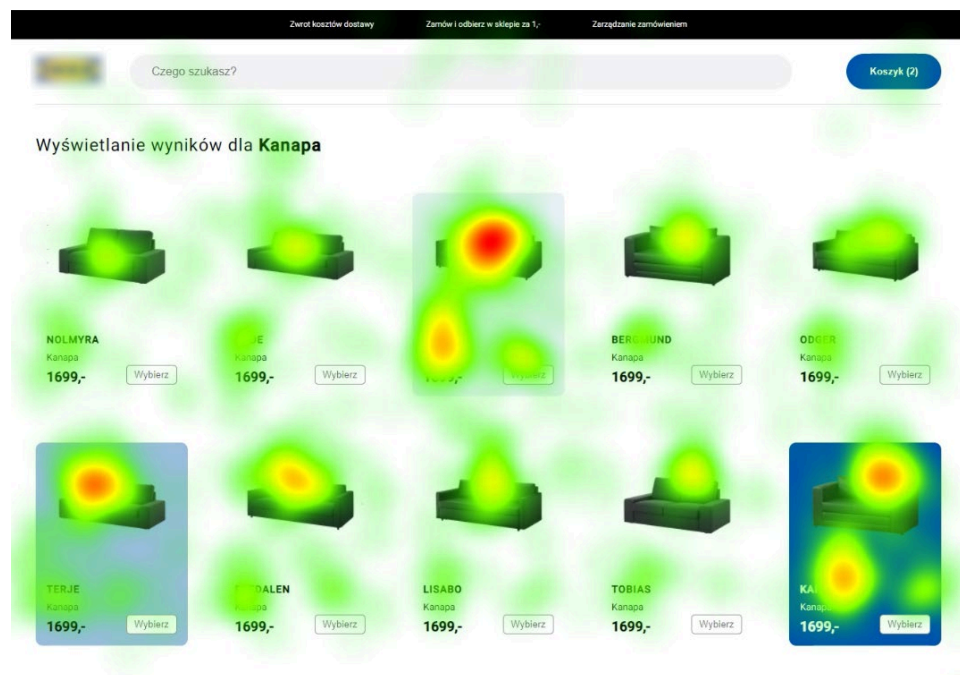 Zwrot kosztów dostawy Zamów i odbierz w sklepie za 1,- Zarządzanie zamówieniem
Czego szukasz? Koszyk (2)
Wyświetlanie wyników dla Kanapa
NOLMYRA BERGMUND ODGER
Kanapa Kanapa Kanapa Kanapa
1699,- Wybierz 1699,- Wybierz 1699,- Wybierz 1699,- Wybierz 1699,- Wybierz
TERJE LISABO TOBIAS
Kanapa Kanapa Kanapa Kanapa Kanapa
1699,- Wybierz 1699,- Wybierz 1699,- Wybierz 1699,- Wybierz 1699,- Wybierz